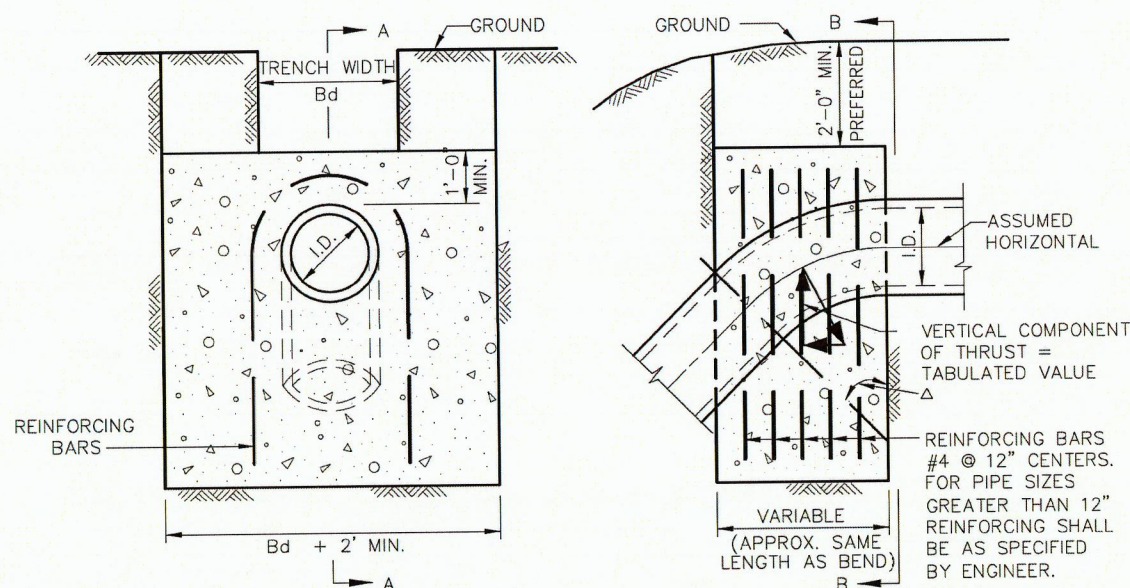 A
GROUND
TRENCH WIDTH
Bd
1'-0"
MIN.
I.D.
REINFORCING
BARS
Bd + 2' MIN.
A
B
GROUND
2'-0" MIN.
PREFERRED
I.D.
ASSUMED
HORIZONTAL
VERTICAL COMPONENT
OF THRUST =
TABULATED VALUE
Δ
REINFORCING BARS
#4 @ 12" CENTERS.
FOR PIPE SIZES
GREATER THAN 12"
REINFORCING SHALL
BE AS SPECIFIED
BY ENGINEER.
VARIABLE
(APPROX. SAME
LENGTH AS BEND)
B